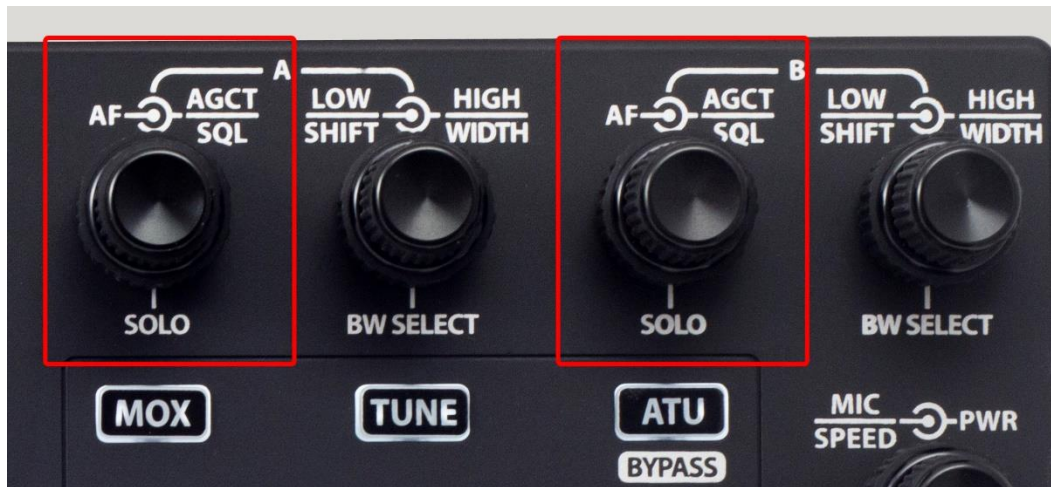 A
B
AF AGCT
SQL
LOW HIGH
SHIFT WIDTH
AF AGCT
SQL
LOW HIGH
SHIFT WIDTH
SOLO
BW SELECT
SOLO
BW SELECT
MOX
TUNE
ATU
BYPASS
MIC
SPEED
PWR